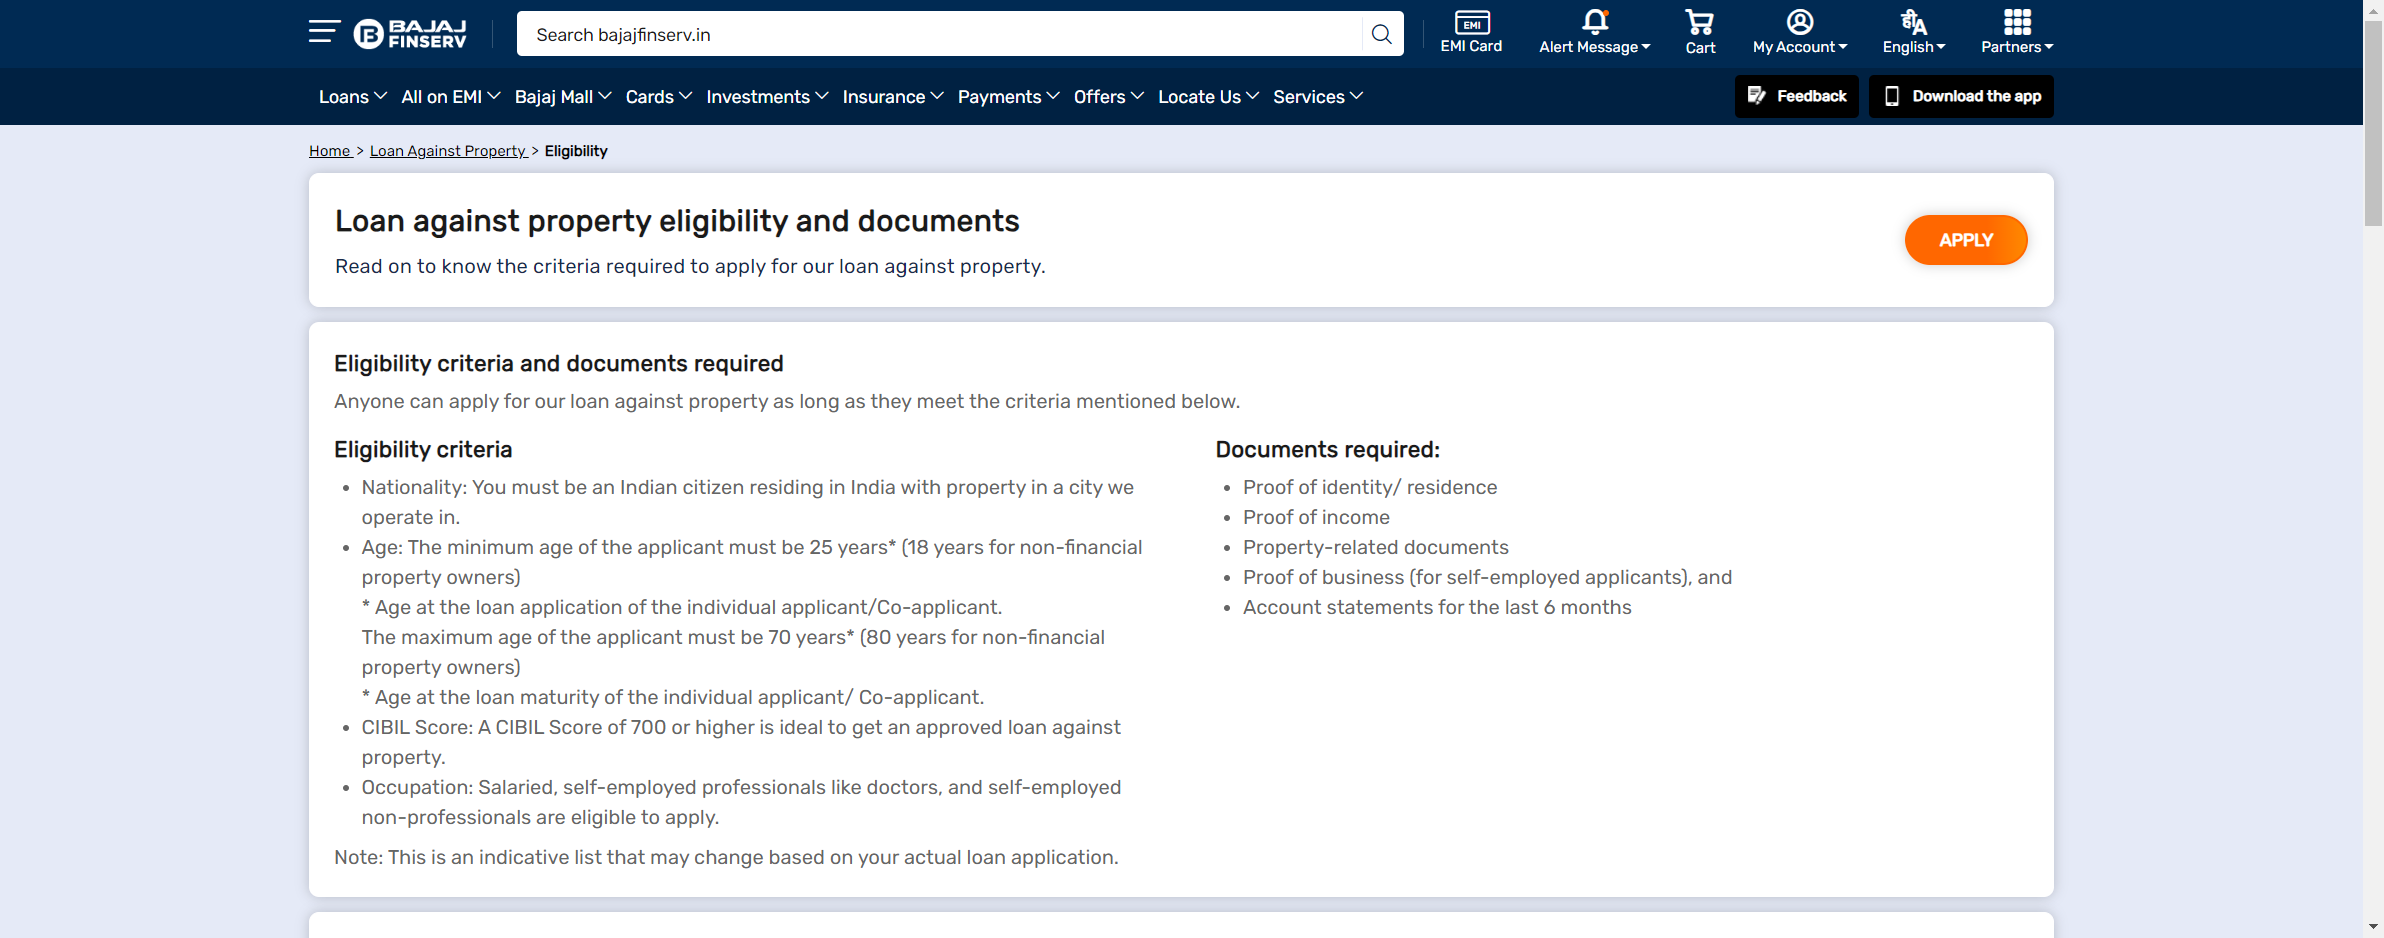 BAJAJ
FINSERV
Search bajajfinserv.in
EMI
EMI Card
Alert Message
Cart
My Account
हीA
English
Partners
Loans All on EMI Bajaj Mall Cards Investments Insurance Payments Offers Locate Us Services
Feedback
Download the app
Home > Loan Against Property > Eligibility
Loan against property eligibility and documents
Read on to know the criteria required to apply for our loan against property.
APPLY
Eligibility criteria and documents required
Anyone can apply for our loan against property as long as they meet the criteria mentioned below.
Eligibility criteria
• Nationality: You must be an Indian citizen residing in India with property in a city we
operate in.
• Age: The minimum age of the applicant must be 25 years* (18 years for non-financial
property owners)
* Age at the loan application of the individual applicant/Co-applicant.
The maximum age of the applicant must be 70 years* (80 years for non-financial
property owners)
* Age at the loan maturity of the individual applicant/ Co-applicant.
• CIBIL Score: A CIBIL Score of 700 or higher is ideal to get an approved loan against
property.
• Occupation: Salaried, self-employed professionals like doctors, and self-employed
non-professionals are eligible to apply.
Note: This is an indicative list that may change based on your actual loan application.
Documents required:
• Proof of identity/ residence
• Proof of income
• Property-related documents
• Proof of business (for self-employed applicants), and
• Account statements for the last 6 months